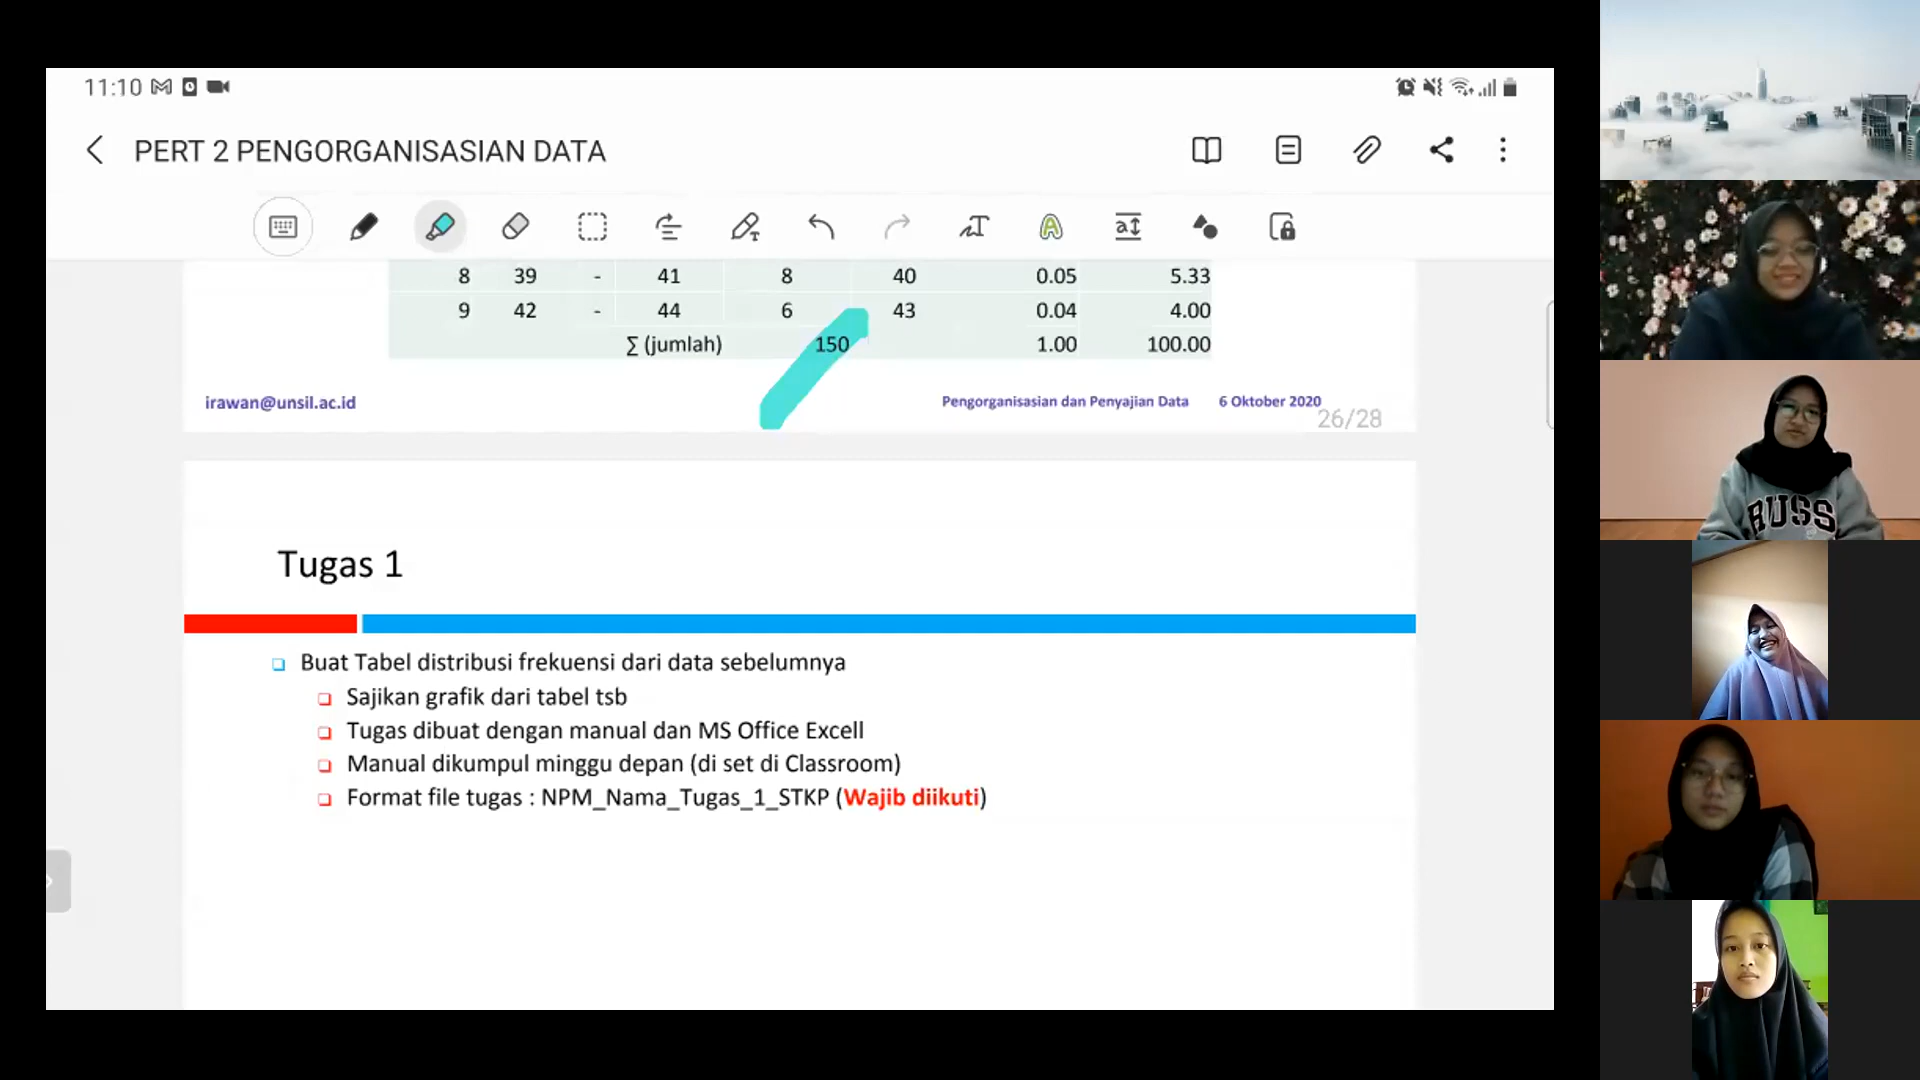 11:10
PERT 2 PENGORGANISASIAN DATA
8 39 - 41 8 40 0.05 5.33
9 42 - 44 6 43 0.04 4.00
∑ (jumlah) 150 1.00 100.00
irawan@unsil.ac.id Pengorganisasian dan Penyajian Data 6 Oktober 2020
26/28
Tugas 1
Buat Tabel distribusi frekuensi dari data sebelumnya
Sajikan grafik dari tabel tsb
Tugas dibuat dengan manual dan MS Office Excell
Manual dikumpul minggu depan (di set di Classroom)
Format file tugas : NPM_Nama_Tugas_1_STKP (Wajib diikuti)
RUSS